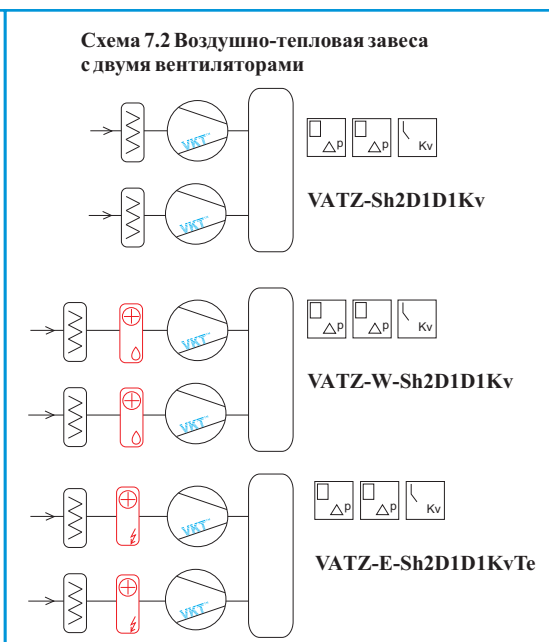 Схема 7.2 Воздушно-тепловая завеса
с двумя вентиляторами
VKT
p
p
Kv
VKT
VATZ-Sh2D1D1Kv
VKT
p
p
Kv
VKT
VATZ-W-Sh2D1D1Kv
VKT
p
p
Kv
VKT
VATZ-E-Sh2D1D1KvTe